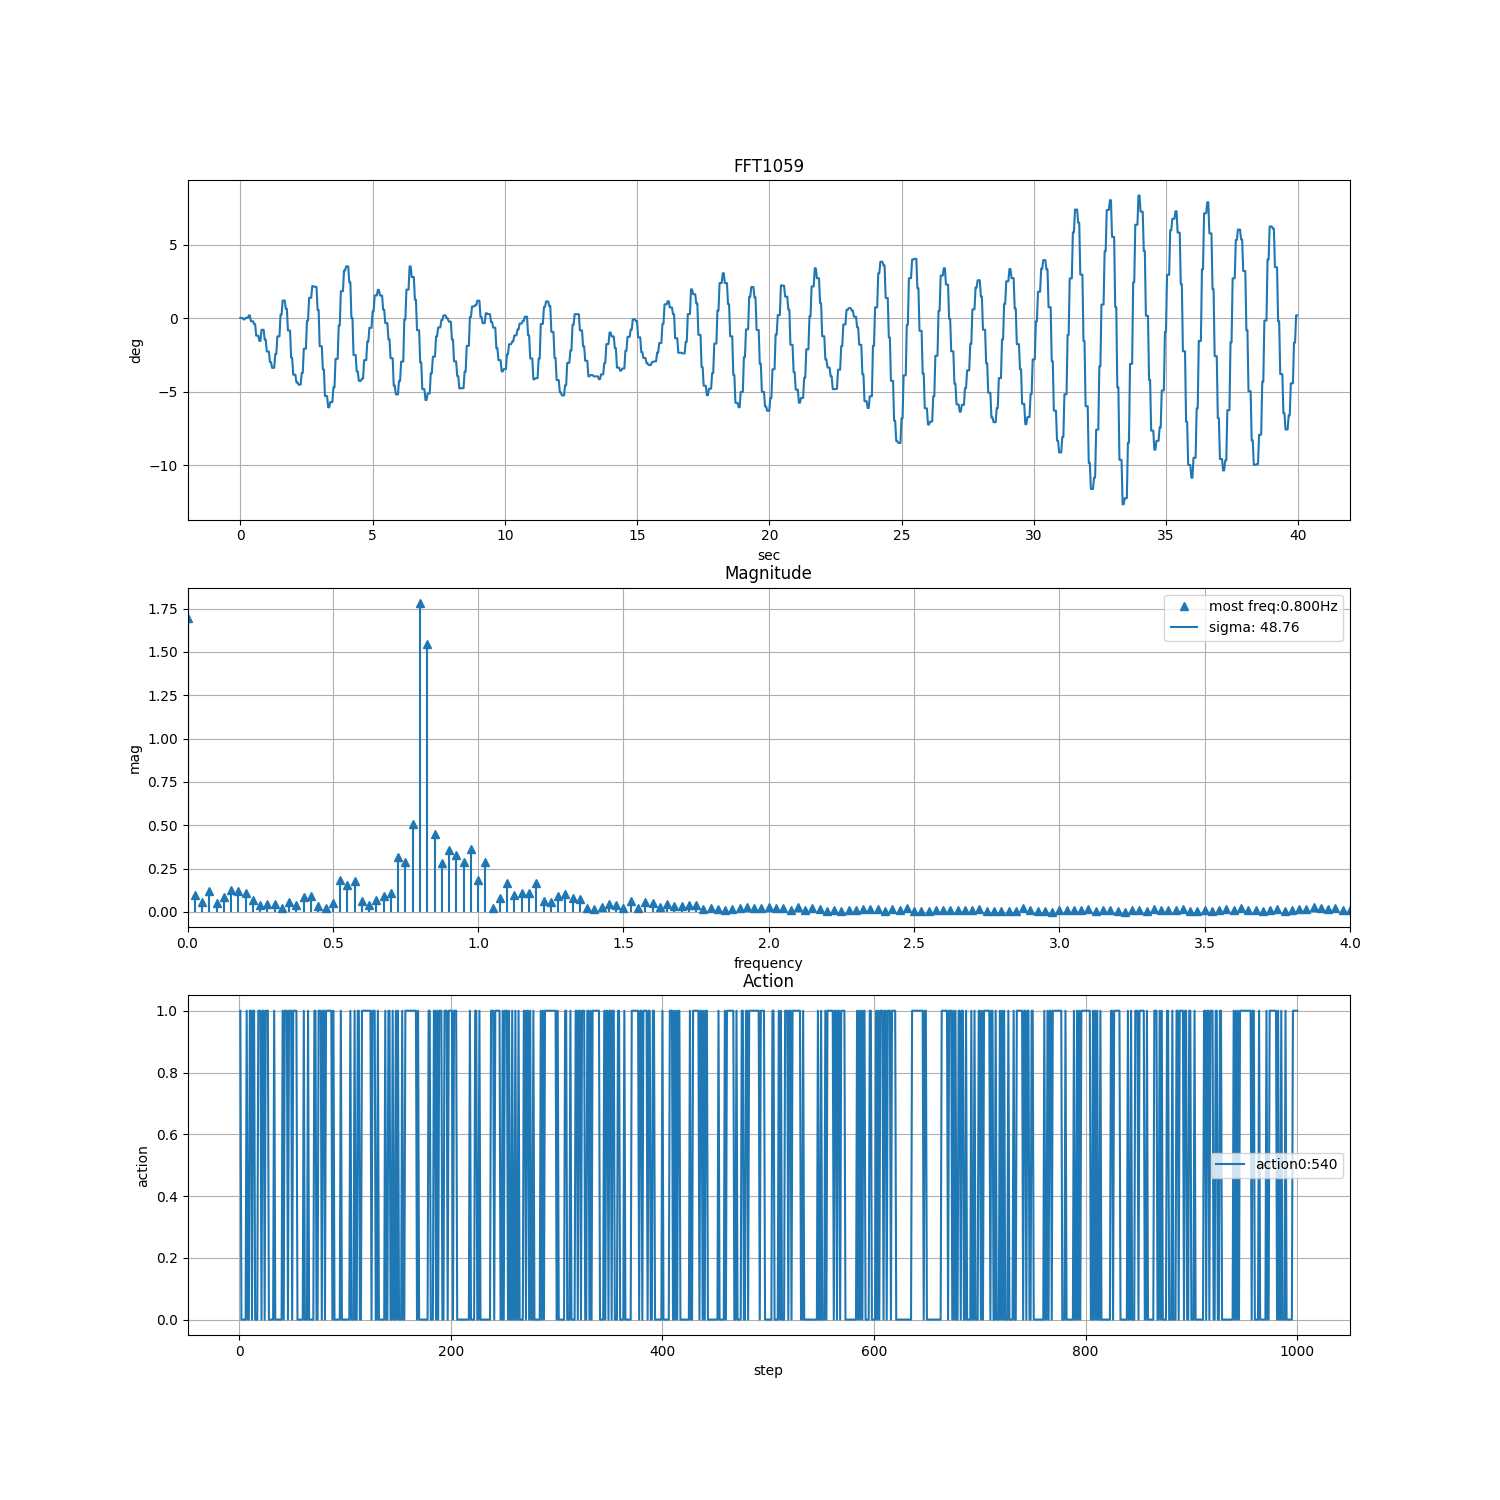 FFT1059
5
0
−5
−10
deg
0 5 10 15 20 25 30 35 40
sec
Magnitude
1.75
1.50
1.25
1.00
0.75
0.50
0.25
0.00
mag
most freq:0.800Hz
sigma: 48.76
0.0 0.5 1.0 1.5 2.0 2.5 3.0 3.5 4.0
frequency
Action
1.0
0.8
0.6
0.4
0.2
0.0
action
action0:540
0 200 400 600 800 1000
step